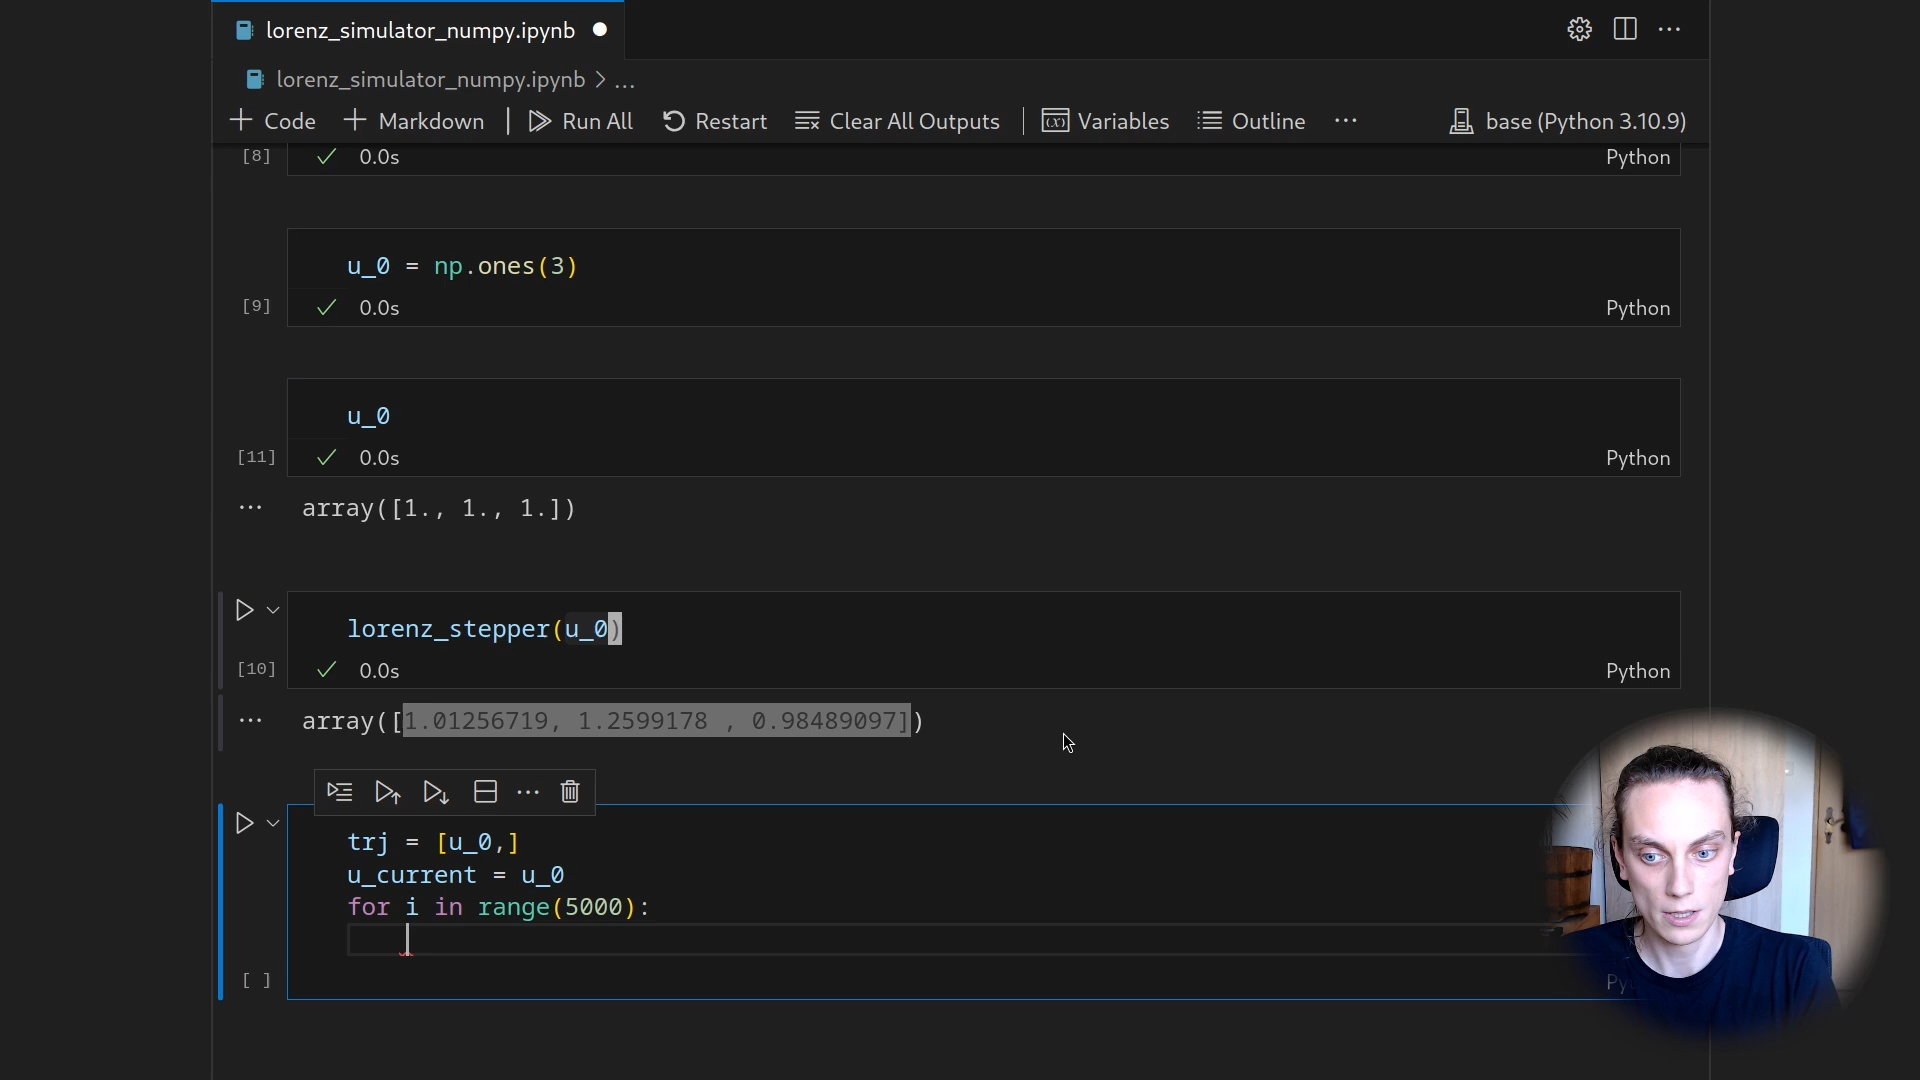 lorenz_simulator_numpy.ipynb
lorenz_simulator_numpy.ipynb > ...
Code Markdown Run All Restart Clear All Outputs Variables Outline ... base (Python 3.10.9)
[8] 0.0s Python
u_0 = np.ones(3)
[9] 0.0s Python
u_0
[11] 0.0s Python
... array([1., 1., 1.])
lorenz_stepper(u_0)
[10] 0.0s Python
... array([1.01256719, 1.2599178 , 0.98489097])
trj = [u_0,]
u_current = u_0
for i in range(5000):
[ ]